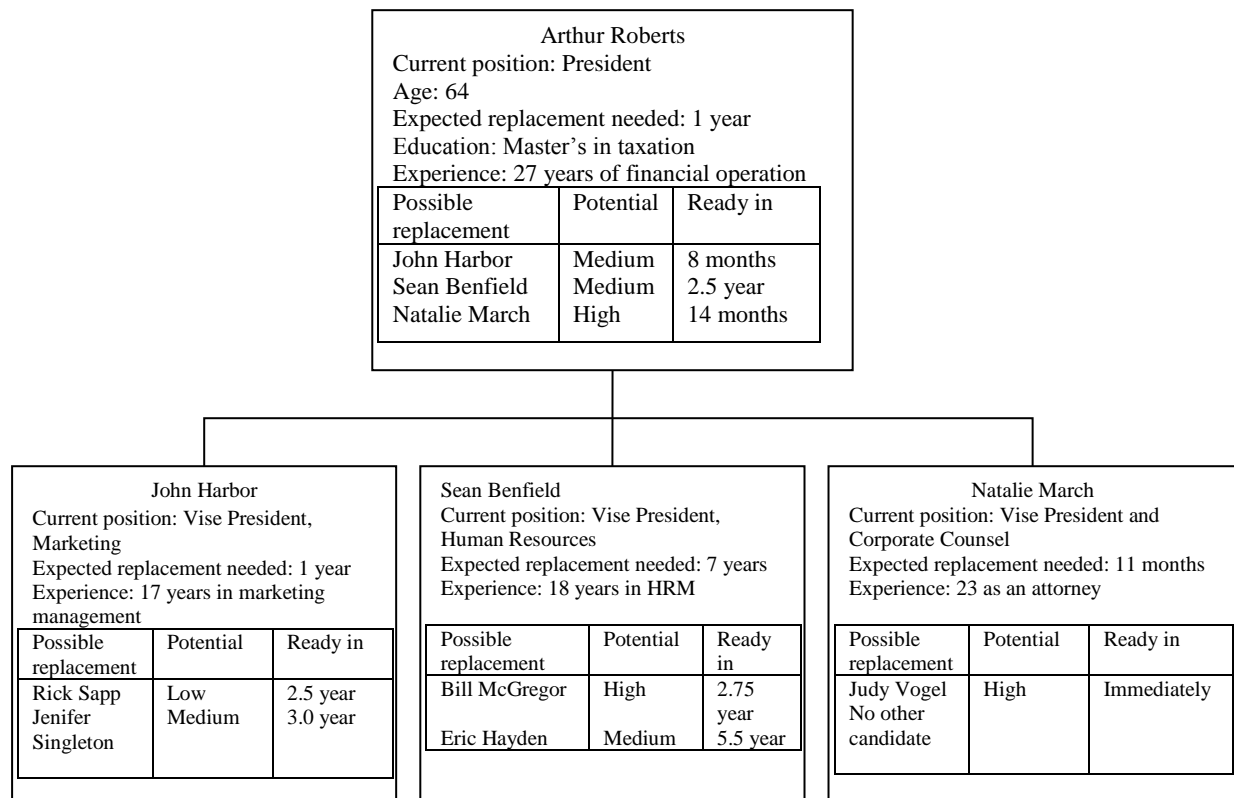 Arthur Roberts
Current position: President
Age: 64
Expected replacement needed: 1 year
Education: Master’s in taxation
Experience: 27 years of financial operation
Possible replacement Potential Ready in
John Harbor Medium 8 months
Sean Benfield Medium 2.5 year
Natalie March High 14 months
John Harbor
Current position: Vise President,
Marketing
Expected replacement needed: 1 year
Experience: 17 years in marketing
management
Possible replacement Potential Ready in
Rick Sapp Low 2.5 year
Jenifer Singleton Medium 3.0 year
Sean Benfield
Current position: Vise President,
Human Resources
Expected replacement needed: 7 years
Experience: 18 years in HRM
Possible replacement Potential Ready in
Bill McGregor High 2.75 year
Eric Hayden Medium 5.5 year
Natalie March
Current position: Vise President and
Corporate Counsel
Expected replacement needed: 11 months
Experience: 23 as an attorney
Possible replacement Potential Ready in
Judy Vogel High Immediately
No other
candidate